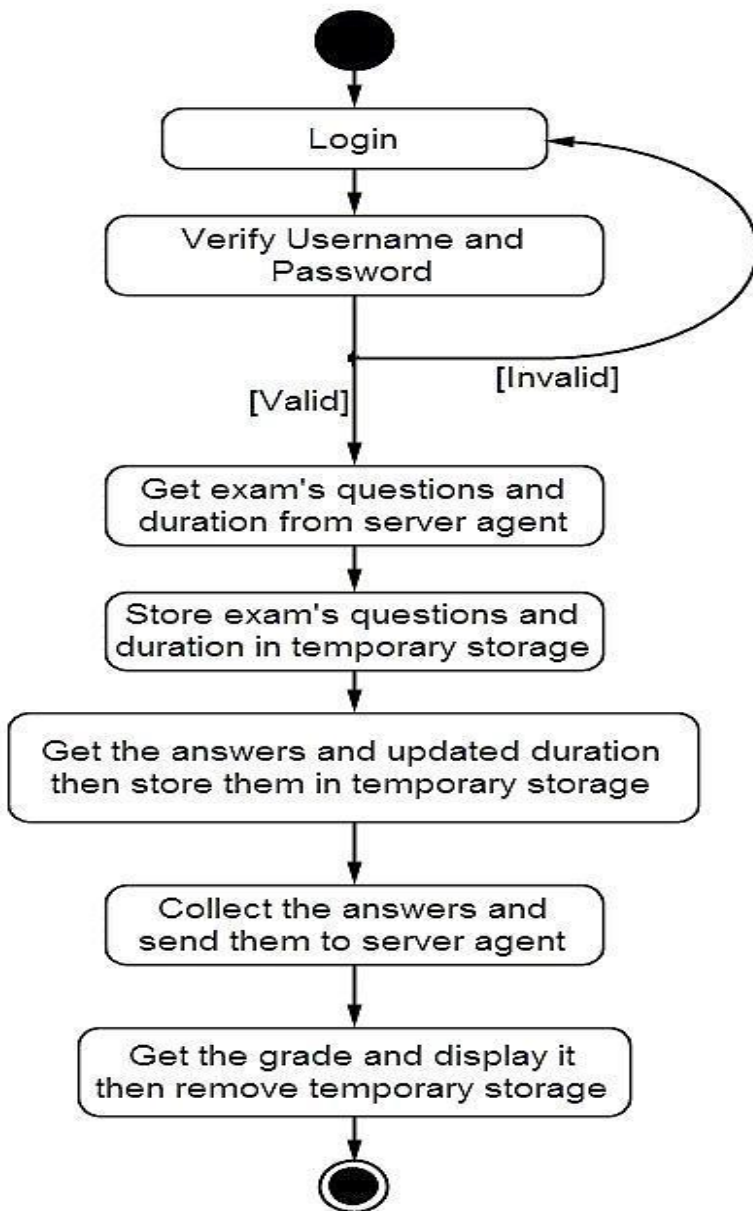 Login
Verify Username and
Password
[Invalid]
[Valid]
Get exam's questions and
duration from server agent
Store exam's questions and
duration in temporary storage
Get the answers and updated duration
then store them in temporary storage
Collect the answers and
send them to server agent
Get the grade and display it
then remove temporary storage